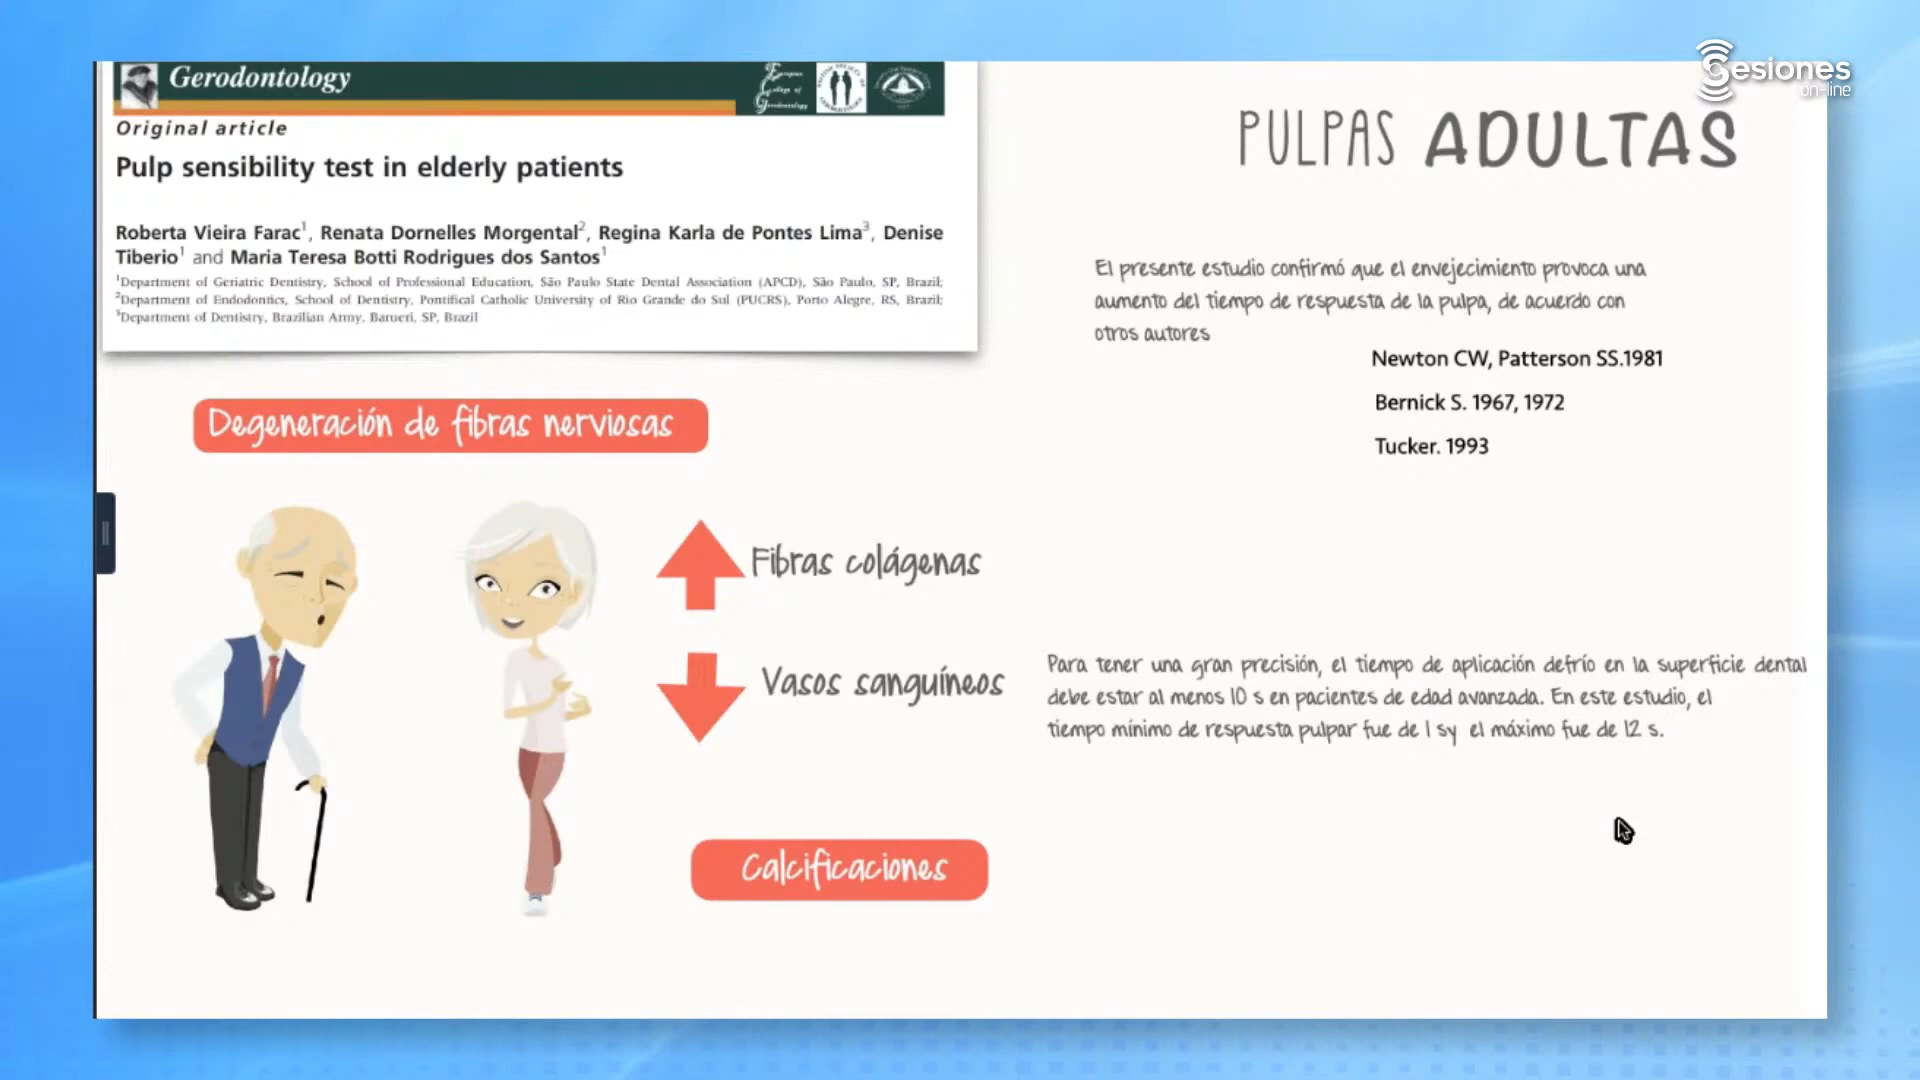 Sesiones
on-line
Gerodontology
European
College of
Gerodontology
Original article
Pulp sensibility test in elderly patients
Roberta Vieira Farac1, Renata Dornelles Morgental2, Regina Karla de Pontes Lima3, Denise
Tiberio1 and Maria Teresa Botti Rodrigues dos Santos1
1Department of Geriatric Dentistry, School of Professional Education, São Paulo State Dental Association (APCD), São Paulo, SP, Brazil;
2Department of Endodontics, School of Dentistry, Pontifical Catholic University of Rio Grande do Sul (PUCRS), Porto Alegre, RS, Brazil;
3Department of Dentistry, Brazilian Army, Barueri, SP, Brazil
PULPAS ADULTAS
El presente estudio confirmó que el envejecimiento provoca una
aumento del tiempo de respuesta de la pulpa, de acuerdo con
otros autores
Newton CW, Patterson SS.1981
Bernick S. 1967, 1972
Tucker. 1993
Degeneración de fibras nerviosas
Fibras colágenas
Vasos sanguíneos
Calcificaciones
Para tener una gran precisión, el tiempo de aplicación defrío en la superficie dental
debe estar al menos 10 s en pacientes de edad avanzada. En este estudio, el
tiempo mínimo de respuesta pulpar fue de 1 sy el máximo fue de 12 s.